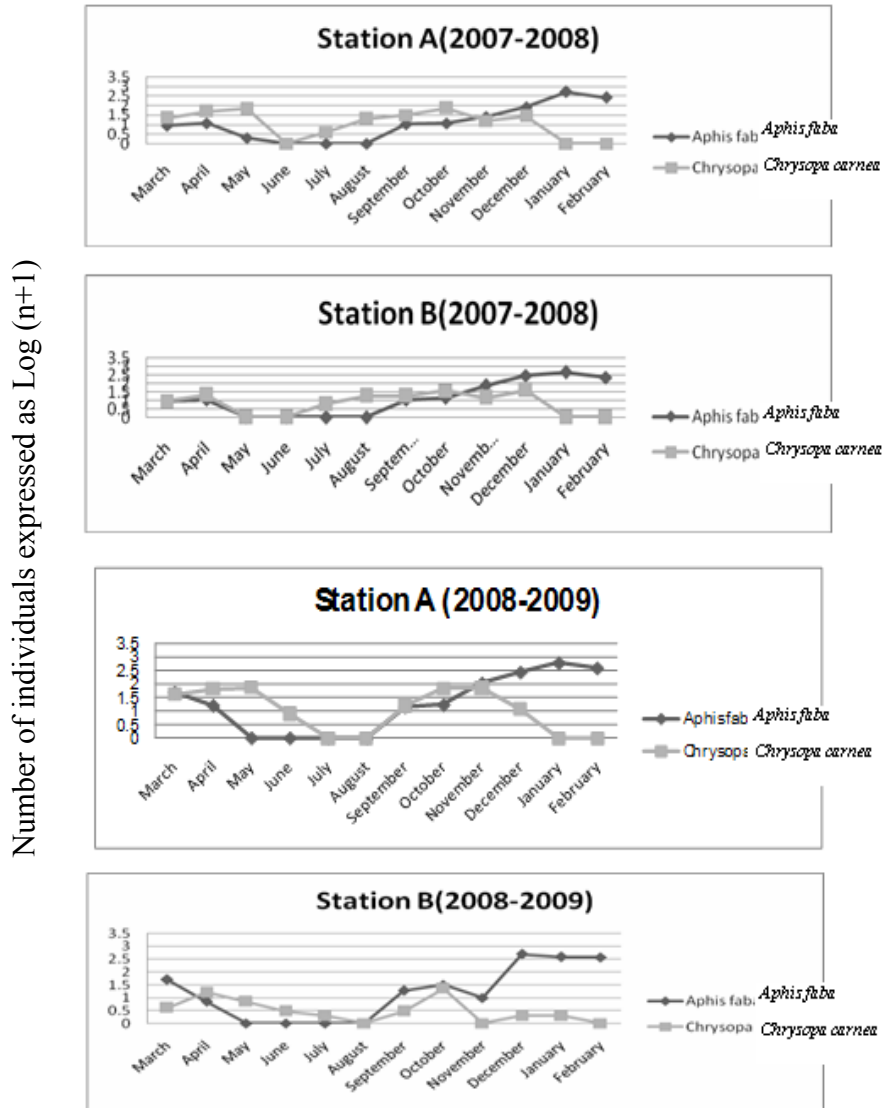 Number of individuals expressed as Log (n+1)
Station A(2007-2008)
3.5
2.5
1.5
0.5
0
March
April
May
June
July
August
September
October
November
December
January
February
Aphis fab Aphis faba
Chrysopa Chrysopa carnea
Station B(2007-2008)
3.5
2.5
1.5
0.5
0
March
April
May
June
July
August
Septem...
October
Novemb...
December
January
February
Aphis fab Aphis faba
Chrysopa Chrysopa carnea
Station A (2008-2009)
3.5
2.5
1.5
0.5
0
March
April
May
June
July
August
September
October
November
December
January
February
Aphisfab Aphis faba
Chrysopa Chrysopa carnea
Station B(2008-2009)
3.5
3
2.5
2
1.5
1
0.5
0
March
April
May
June
July
August
September
October
November
December
January
February
Aphis faba Aphis faba
Chrysopa Chrysopa carnea